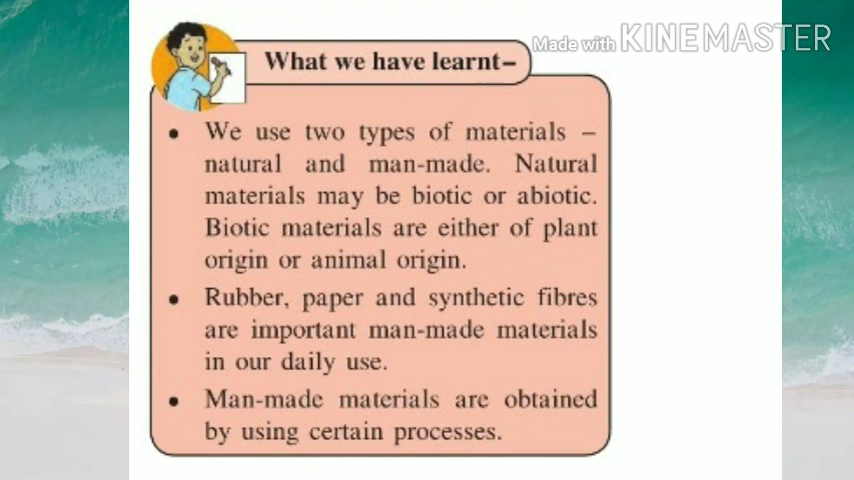 Made with KINEMASTER
What we have learnt–
• We use two types of materials –
natural and man-made. Natural
materials may be biotic or abiotic.
Biotic materials are either of plant
origin or animal origin.
• Rubber, paper and synthetic fibres
are important man-made materials
in our daily use.
• Man-made materials are obtained
by using certain processes.